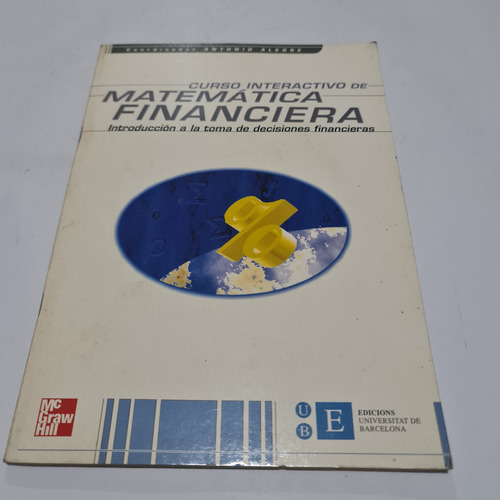 Coordinador ANTONIO ALEGRE
CURSO INTERACTIVO DE
MATEMÁTICA
FINANCIERA
Introducción a la toma de decisiones financieras
Mc
Graw
Hill
U
B
E
EDICIONS
UNIVERSITAT DE
BARCELONA